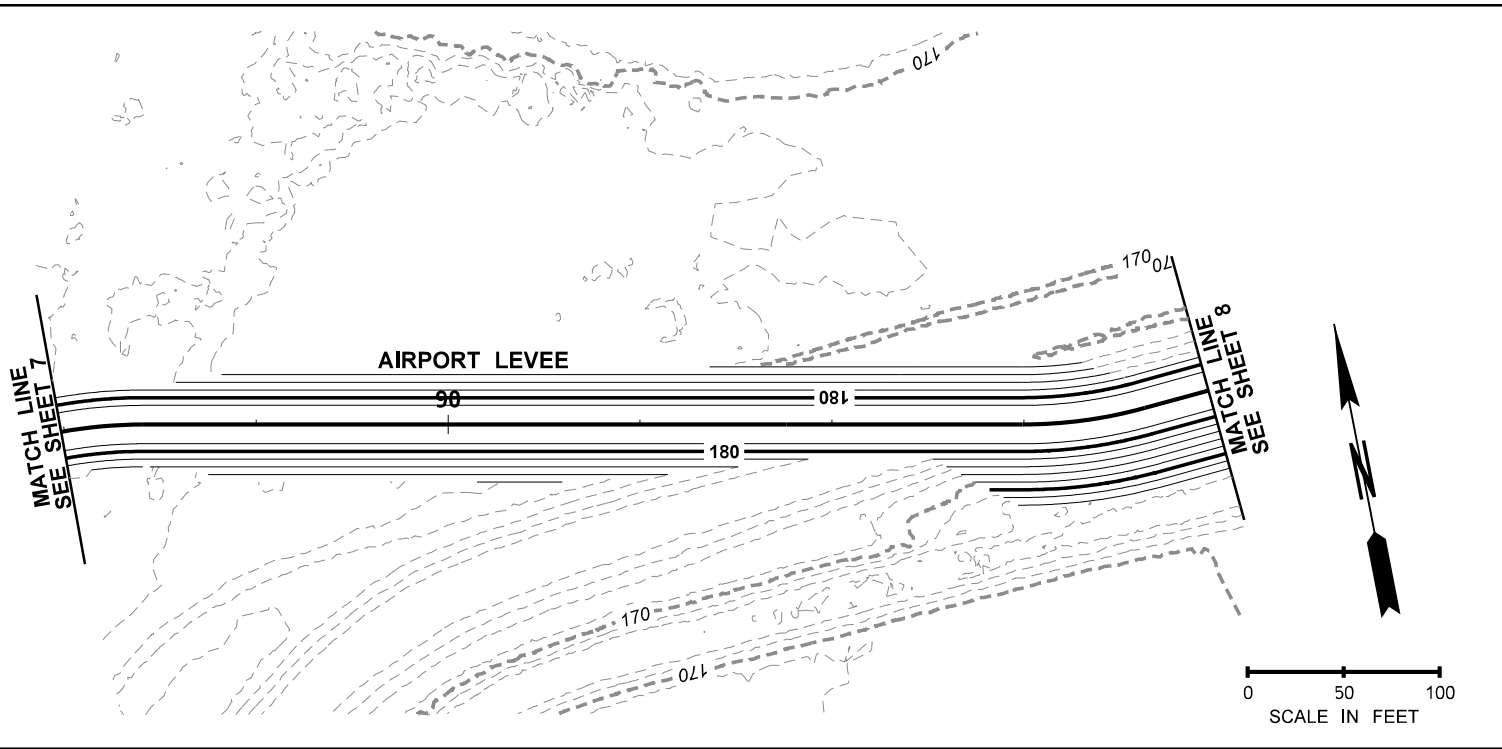 170
170
70
AIRPORT LEVEE
MATCH LINE
SEE SHEET 7
90
180
180
MATCH LINE
SEE SHEET 8
N
170
170
0 50 100
SCALE IN FEET